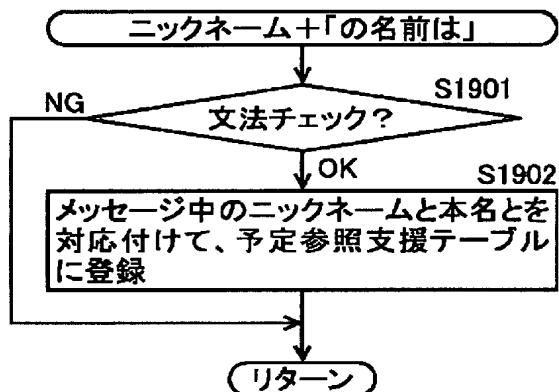 ニックネーム+「の名前は」
S1901
NG
文法チェック?
OK
S1902
メッセージ中のニックネームと本名とを
対応付けて、予定参照支援テーブル
に登録
リターン